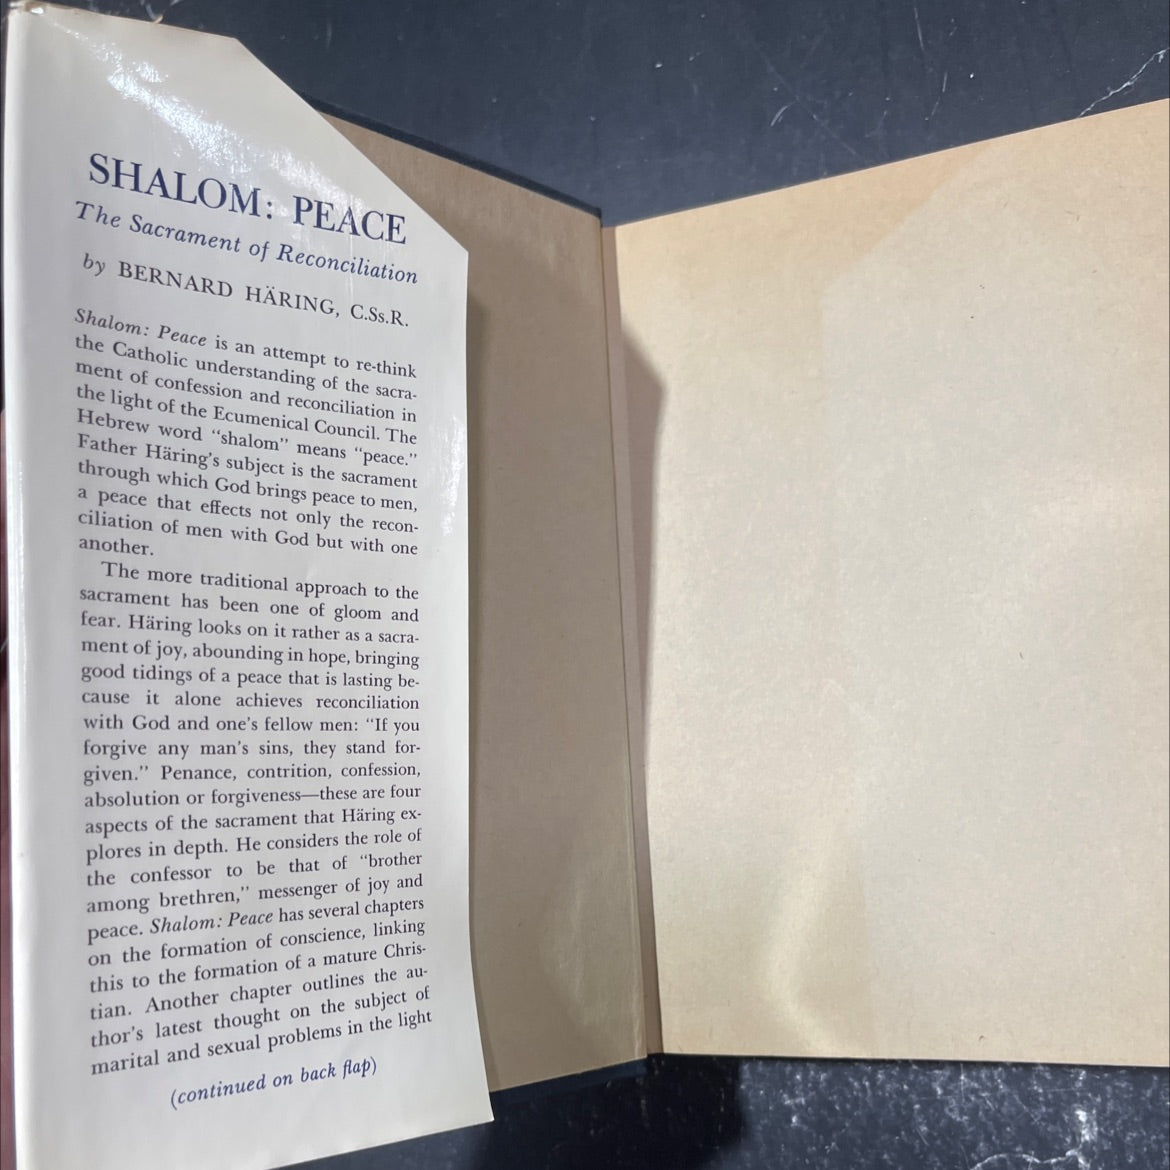 SHALOM: PEACE
The Sacrament of Reconciliation
by BERNARD HÄRING, C.Ss.R.
Shalom: Peace is an attempt to re-think
the Catholic understanding of the sacra-
ment of confession and reconciliation in
the light of the Ecumenical Council. The
Hebrew word “shalom” means “peace.”
Father Häring’s subject is the sacrament
through which God brings peace to men,
a peace that effects not only the recon-
ciliation of men with God but with one
another.
The more traditional approach to the
sacrament has been one of gloom and
fear. Häring looks on it rather as a sacra-
ment of joy, abounding in hope, bringing
good tidings of a peace that is lasting be-
cause it alone achieves reconciliation
with God and one’s fellow men: “If you
forgive any man’s sins, they stand for-
given.” Penance, contrition, confession,
absolution or forgiveness—these are four
aspects of the sacrament that Häring ex-
plores in depth. He considers the role of
the confessor to be that of “brother
among brethren,” messenger of joy and
peace. Shalom: Peace has several chapters
on the formation of conscience, linking
this to the formation of a mature Chris-
tian. Another chapter outlines the au-
thor’s latest thought on the subject of
marital and sexual problems in the light
(continued on back flap)